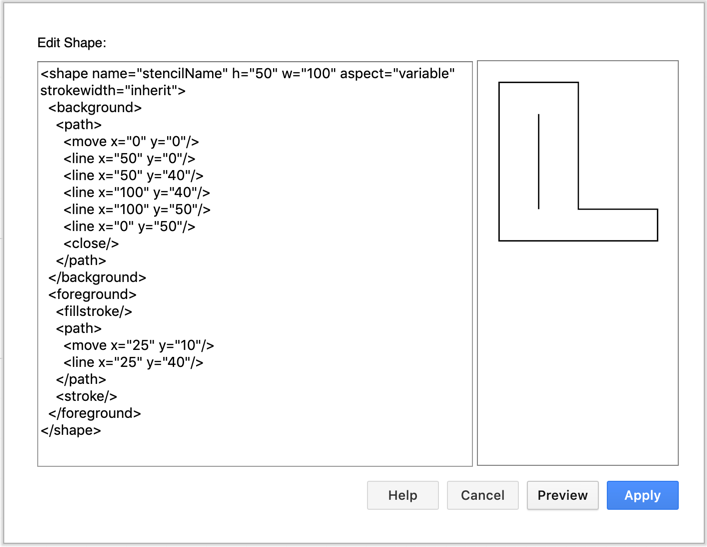 Edit Shape:
<shape name="stencilName" h="50" w="100" aspect="variable"
strokewidth="inherit">
<background>
<path>
<move x="0" y="0"/>
<line x="50" y="0"/>
<line x="50" y="40"/>
<line x="100" y="40"/>
<line x="100" y="50"/>
<line x="0" y="50"/>
<close/>
</path>
</background>
<foreground>
<fillstroke/>
<path>
<move x="25" y="10"/>
<line x="25" y="40"/>
</path>
<stroke/>
</foreground>
</shape>
Help Cancel Preview Apply